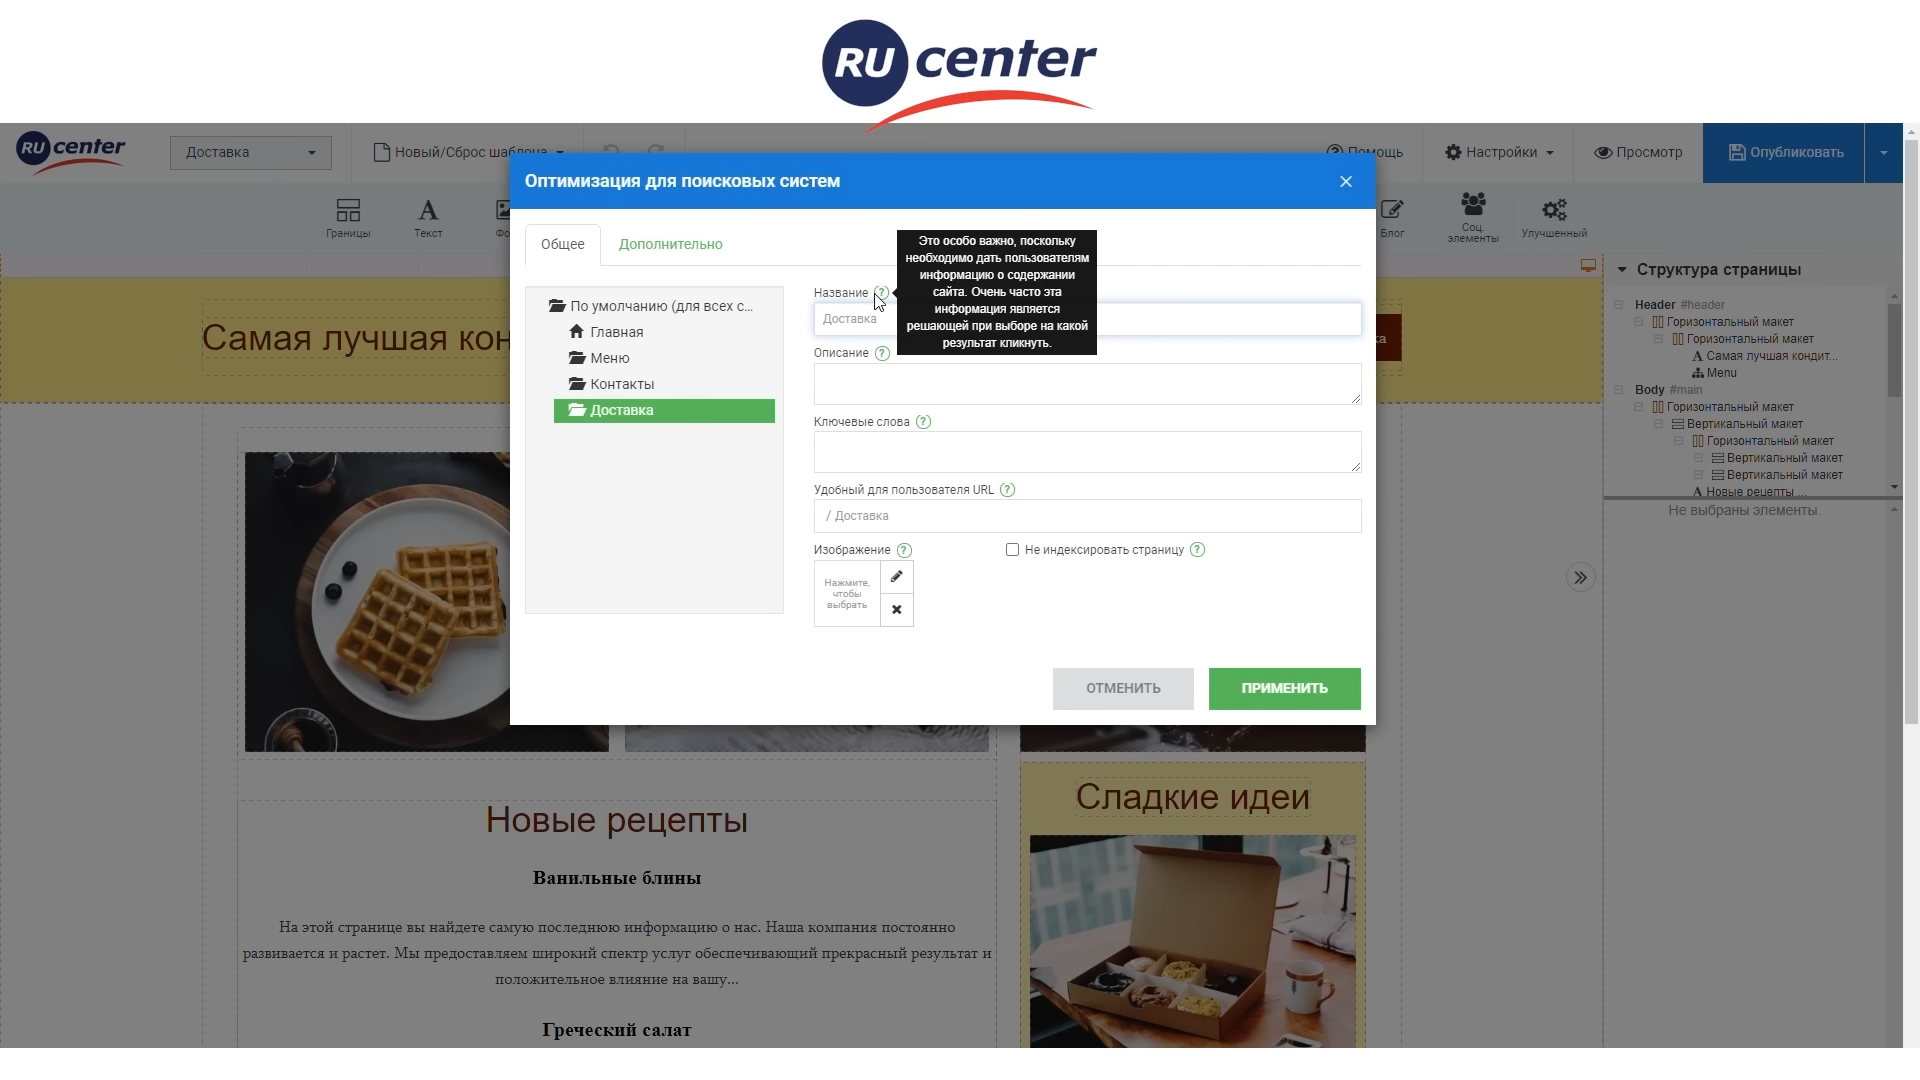 RU center
RU center
Доставка
Новый/Сброс шаблона
Помощь
Настройки
Просмотр
Опубликовать
Границы
Текст
Блог
Соц.
элементы
Улучшенный
Оптимизация для поисковых систем
Общее
Дополнительно
По умолчанию (для всех с...
Главная
Меню
Контакты
Доставка
Название ?
Это особо важно, поскольку
необходимо дать пользователям
информацию о содержании
сайта. Очень часто эта
информация является
решающей при выборе на какой
результат кликнуть.
Доставка
Описание ?
Ключевые слова ?
Удобный для пользователя URL ?
/ Доставка
Изображение ?
Не индексировать страницу ?
Нажмите,
чтобы
выбрать
ОТМЕНИТЬ
ПРИМЕНИТЬ
Структура страницы
Header #header
Горизонтальный макет
Горизонтальный макет
Самая лучшая кондит...
Menu
Body #main
Горизонтальный макет
Вертикальный макет
Горизонтальный макет
Вертикальный макет
Вертикальный макет
Новые рецепты ...
Не выбраны элементы.
Самая лучшая кон
Новые рецепты
Ванильные блины
На этой странице вы найдете самую последнюю информацию о нас. Наша компания постоянно
развивается и растет. Мы предоставляем широкий спектр услуг обеспечивающий прекрасный результат и
положительное влияние на вашу...
Греческий салат
Сладкие идеи